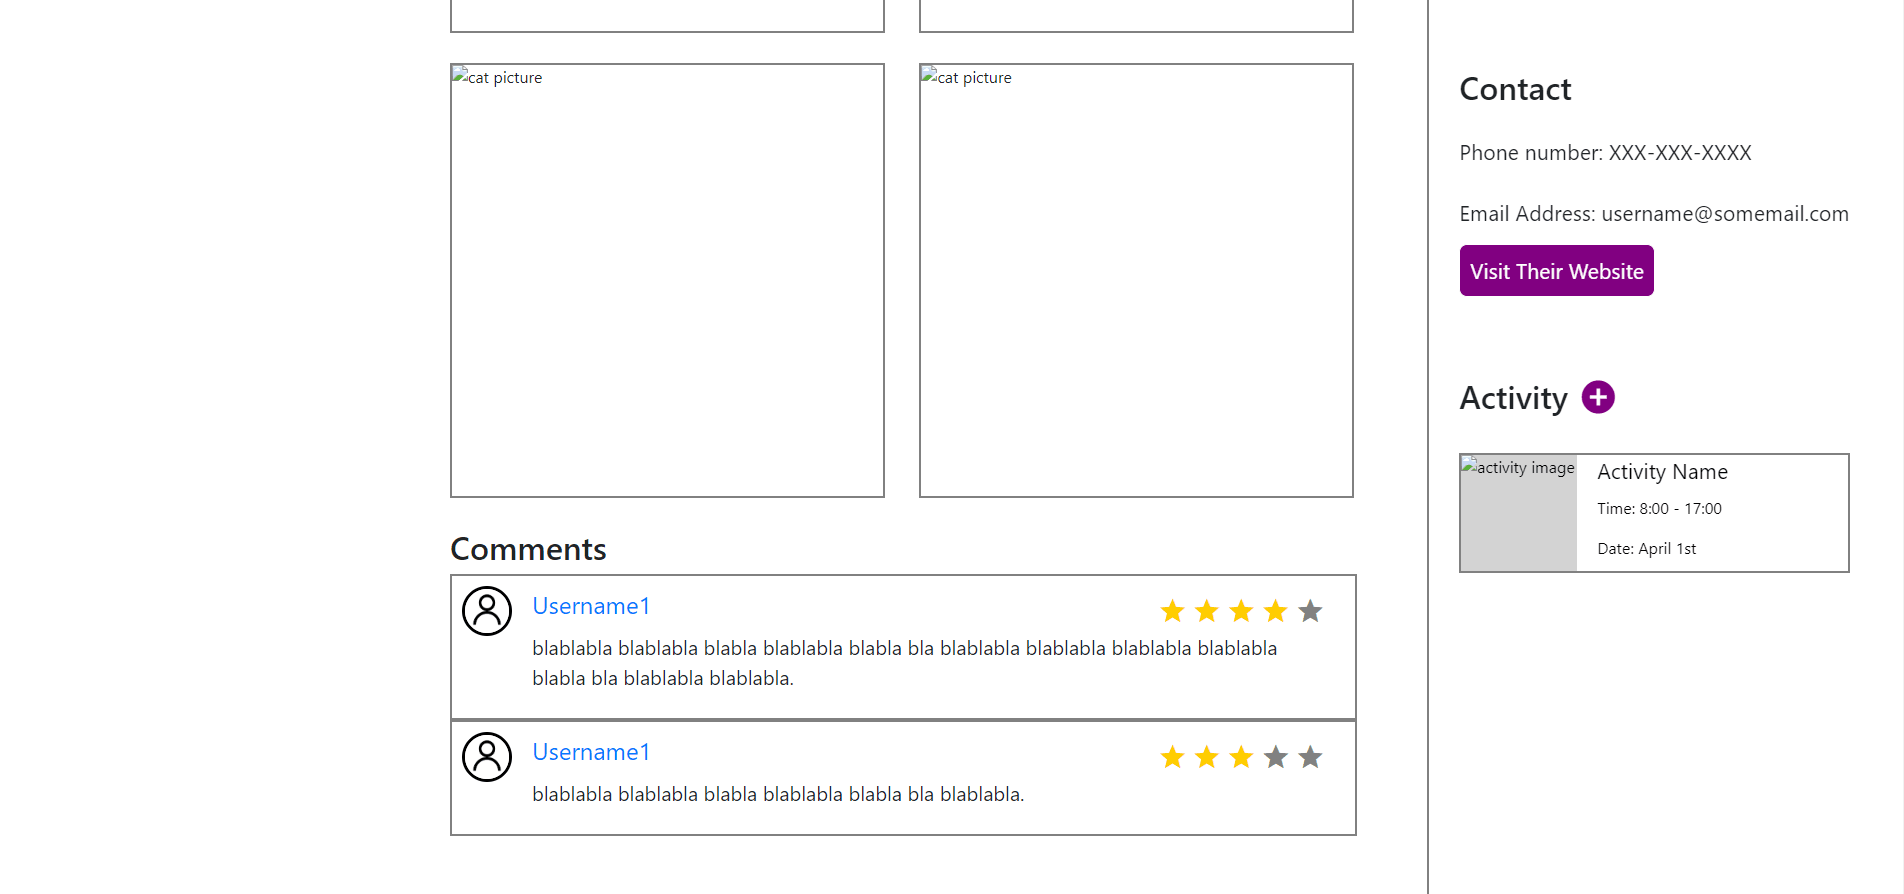 cat picture
cat picture
Comments
Username1
blablabla blablabla blabla blablabla blabla bla blablabla blablabla blablabla blablabla
blabla bla blablabla blablabla.
Username1
blablabla blablabla blabla blablabla blabla bla blablabla.
Contact
Phone number: XXX-XXX-XXXX
Email Address: username@somemail.com
Visit Their Website
Activity
activity image
Activity Name
Time: 8:00 - 17:00
Date: April 1st